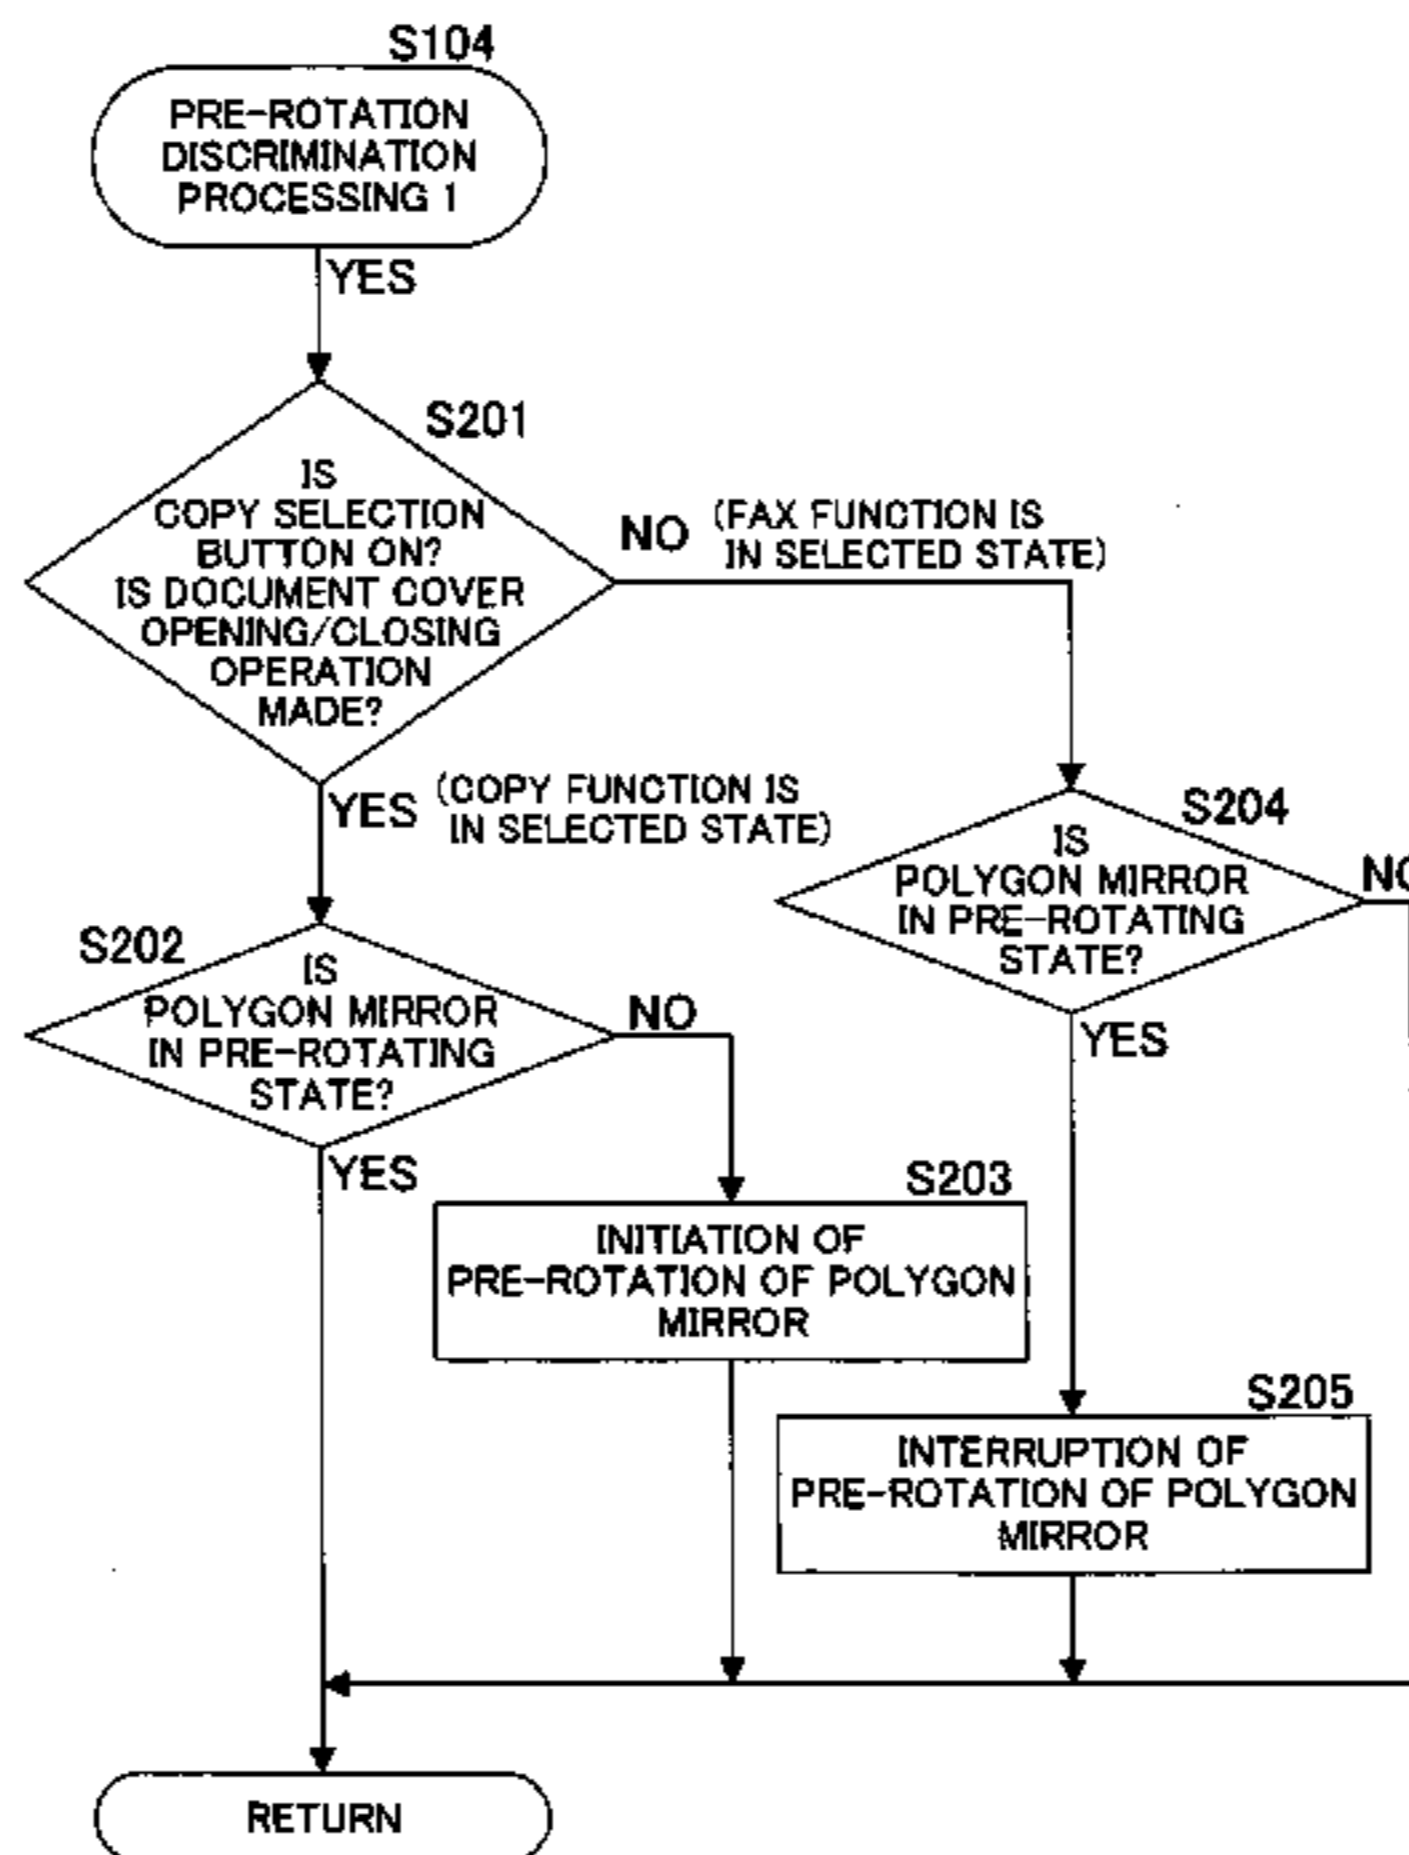 S104
PRE-ROTATION
DISCRIMINATION
PROCESSING 1
YES
S201
IS
COPY SELECTION
BUTTON ON?
IS DOCUMENT COVER
OPENING/CLOSING
OPERATION
MADE?
NO (FAX FUNCTION IS
IN SELECTED STATE)
YES (COPY FUNCTION IS
IN SELECTED STATE)
S204
IS
POLYGON MIRROR
IN PRE-ROTATING
STATE?
NO
YES
S202
IS
POLYGON MIRROR
IN PRE-ROTATING
STATE?
NO
YES
S203
INITIATION OF
PRE-ROTATION OF POLYGON
MIRROR
S205
INTERRUPTION OF
PRE-ROTATION OF POLYGON
MIRROR
RETURN